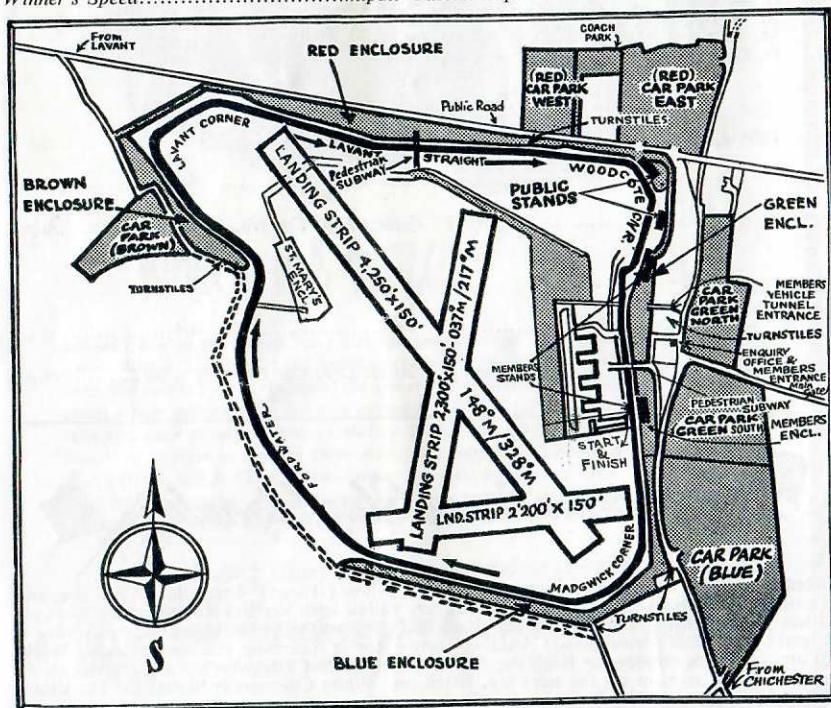 Winner's Speed
From
LAVANT
RED ENCLOSURE
COACH
PARK
(RED)
CAR PARK
WEST
(RED)
CAR PARK
EAST
Public Road
TURNSTILES
LAVANT CORNER
LAVANT
STRAIGHT
Pedestrian
SUBWAY
WOODCOTE
CNR.
PUBLIC
STANDS
BROWN
ENCLOSURE
CAR
PARK
(BROWN)
TURNSTILES
ST. MARY'S
ENCL.
LANDING STRIP 4,250'x150'
148°M/328°M
LANDING STRIP 2,200'x150'-037°M/217°M
LND.STRIP 2'200'x 150'
GREEN
ENCL.
CAR
PARK
GREEN
NORTH
MEMBERS
VEHICLE
TUNNEL
ENTRANCE
TURNSTILES
ENQUIRY
OFFICE &
MEMBERS
ENTRANCE
Main
Gate
MEMBERS
STANDS
PEDESTRIAN
SUBWAY
CAR PARK
GREEN SOUTH
MEMBERS
ENCL.
START
&
FINISH
FORDWATER
MADGWICK CORNER
CAR PARK
(BLUE)
TURNSTILES
S
BLUE ENCLOSURE
From
CHICHESTER